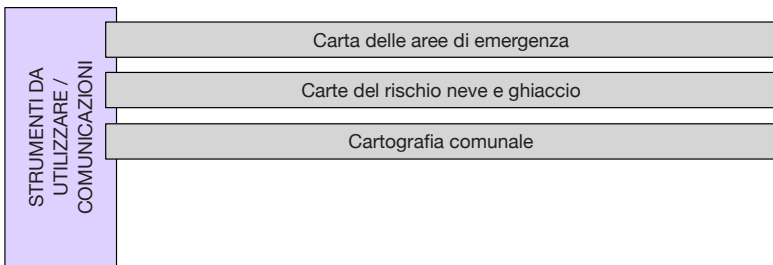 STRUMENTI DA
UTILIZZARE /
COMUNICAZIONI
Carta delle aree di emergenza
Carte del rischio neve e ghiaccio
Cartografia comunale